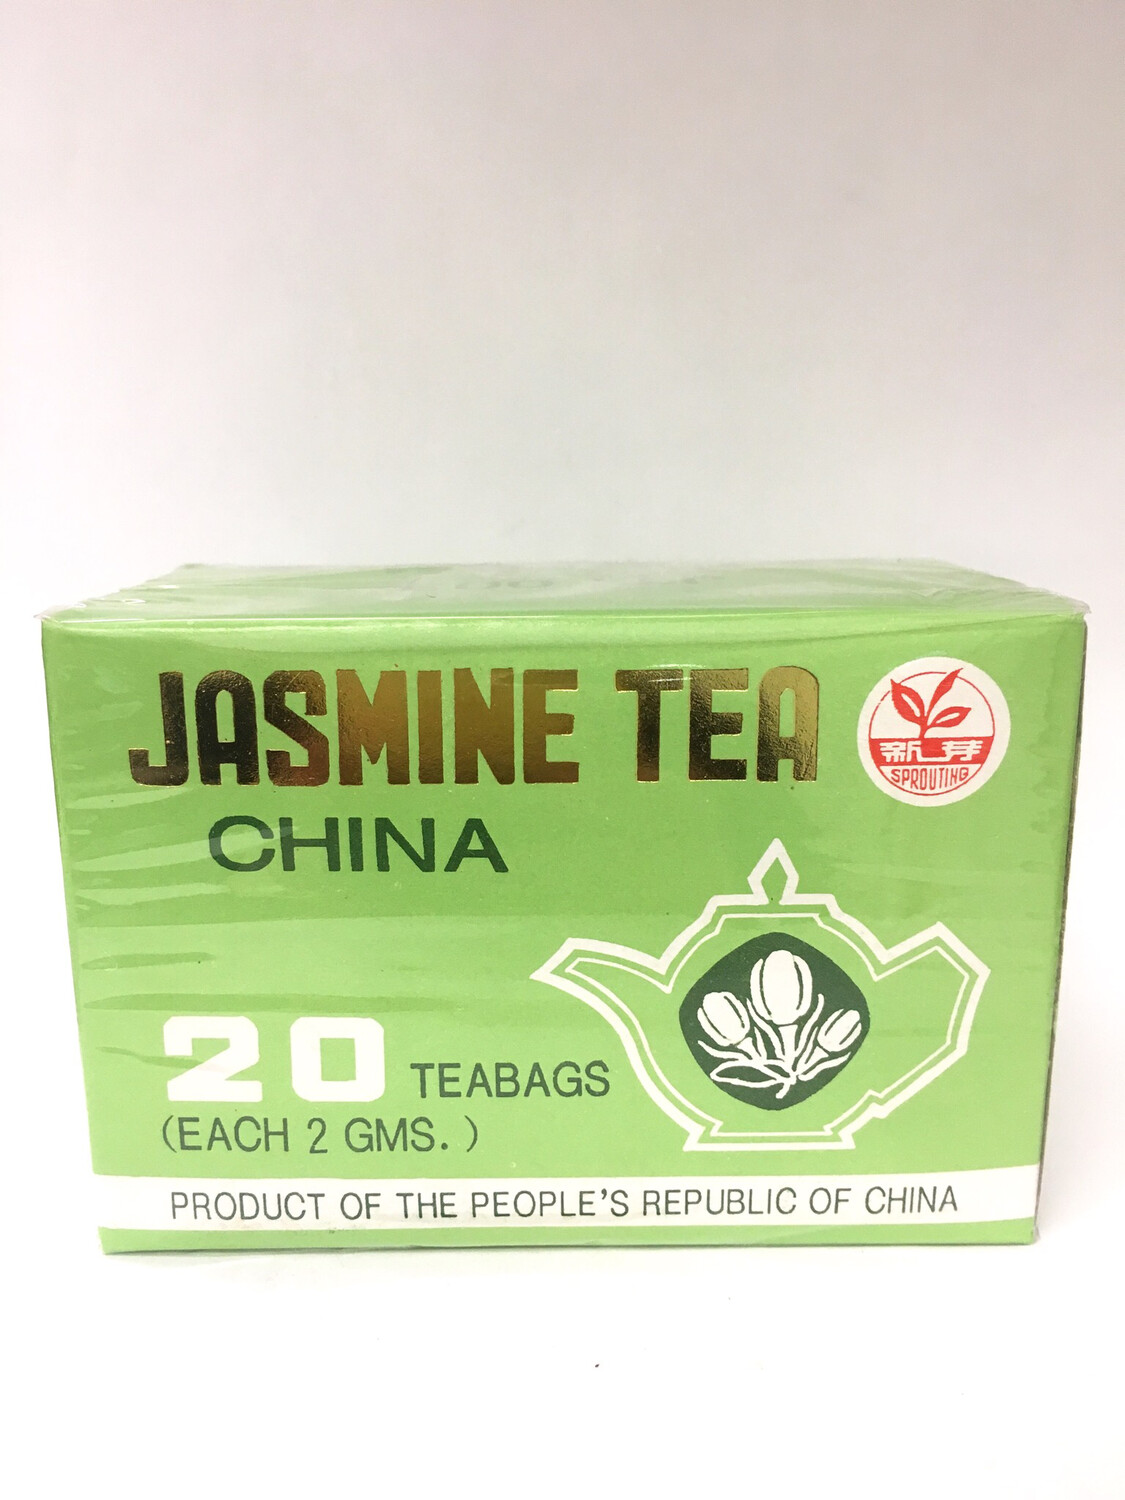 JASMINE TEA
新芽
SPROUTING
CHINA
20 TEABAGS
(EACH 2 GMS.)
PRODUCT OF THE PEOPLE'S REPUBLIC OF CHINA